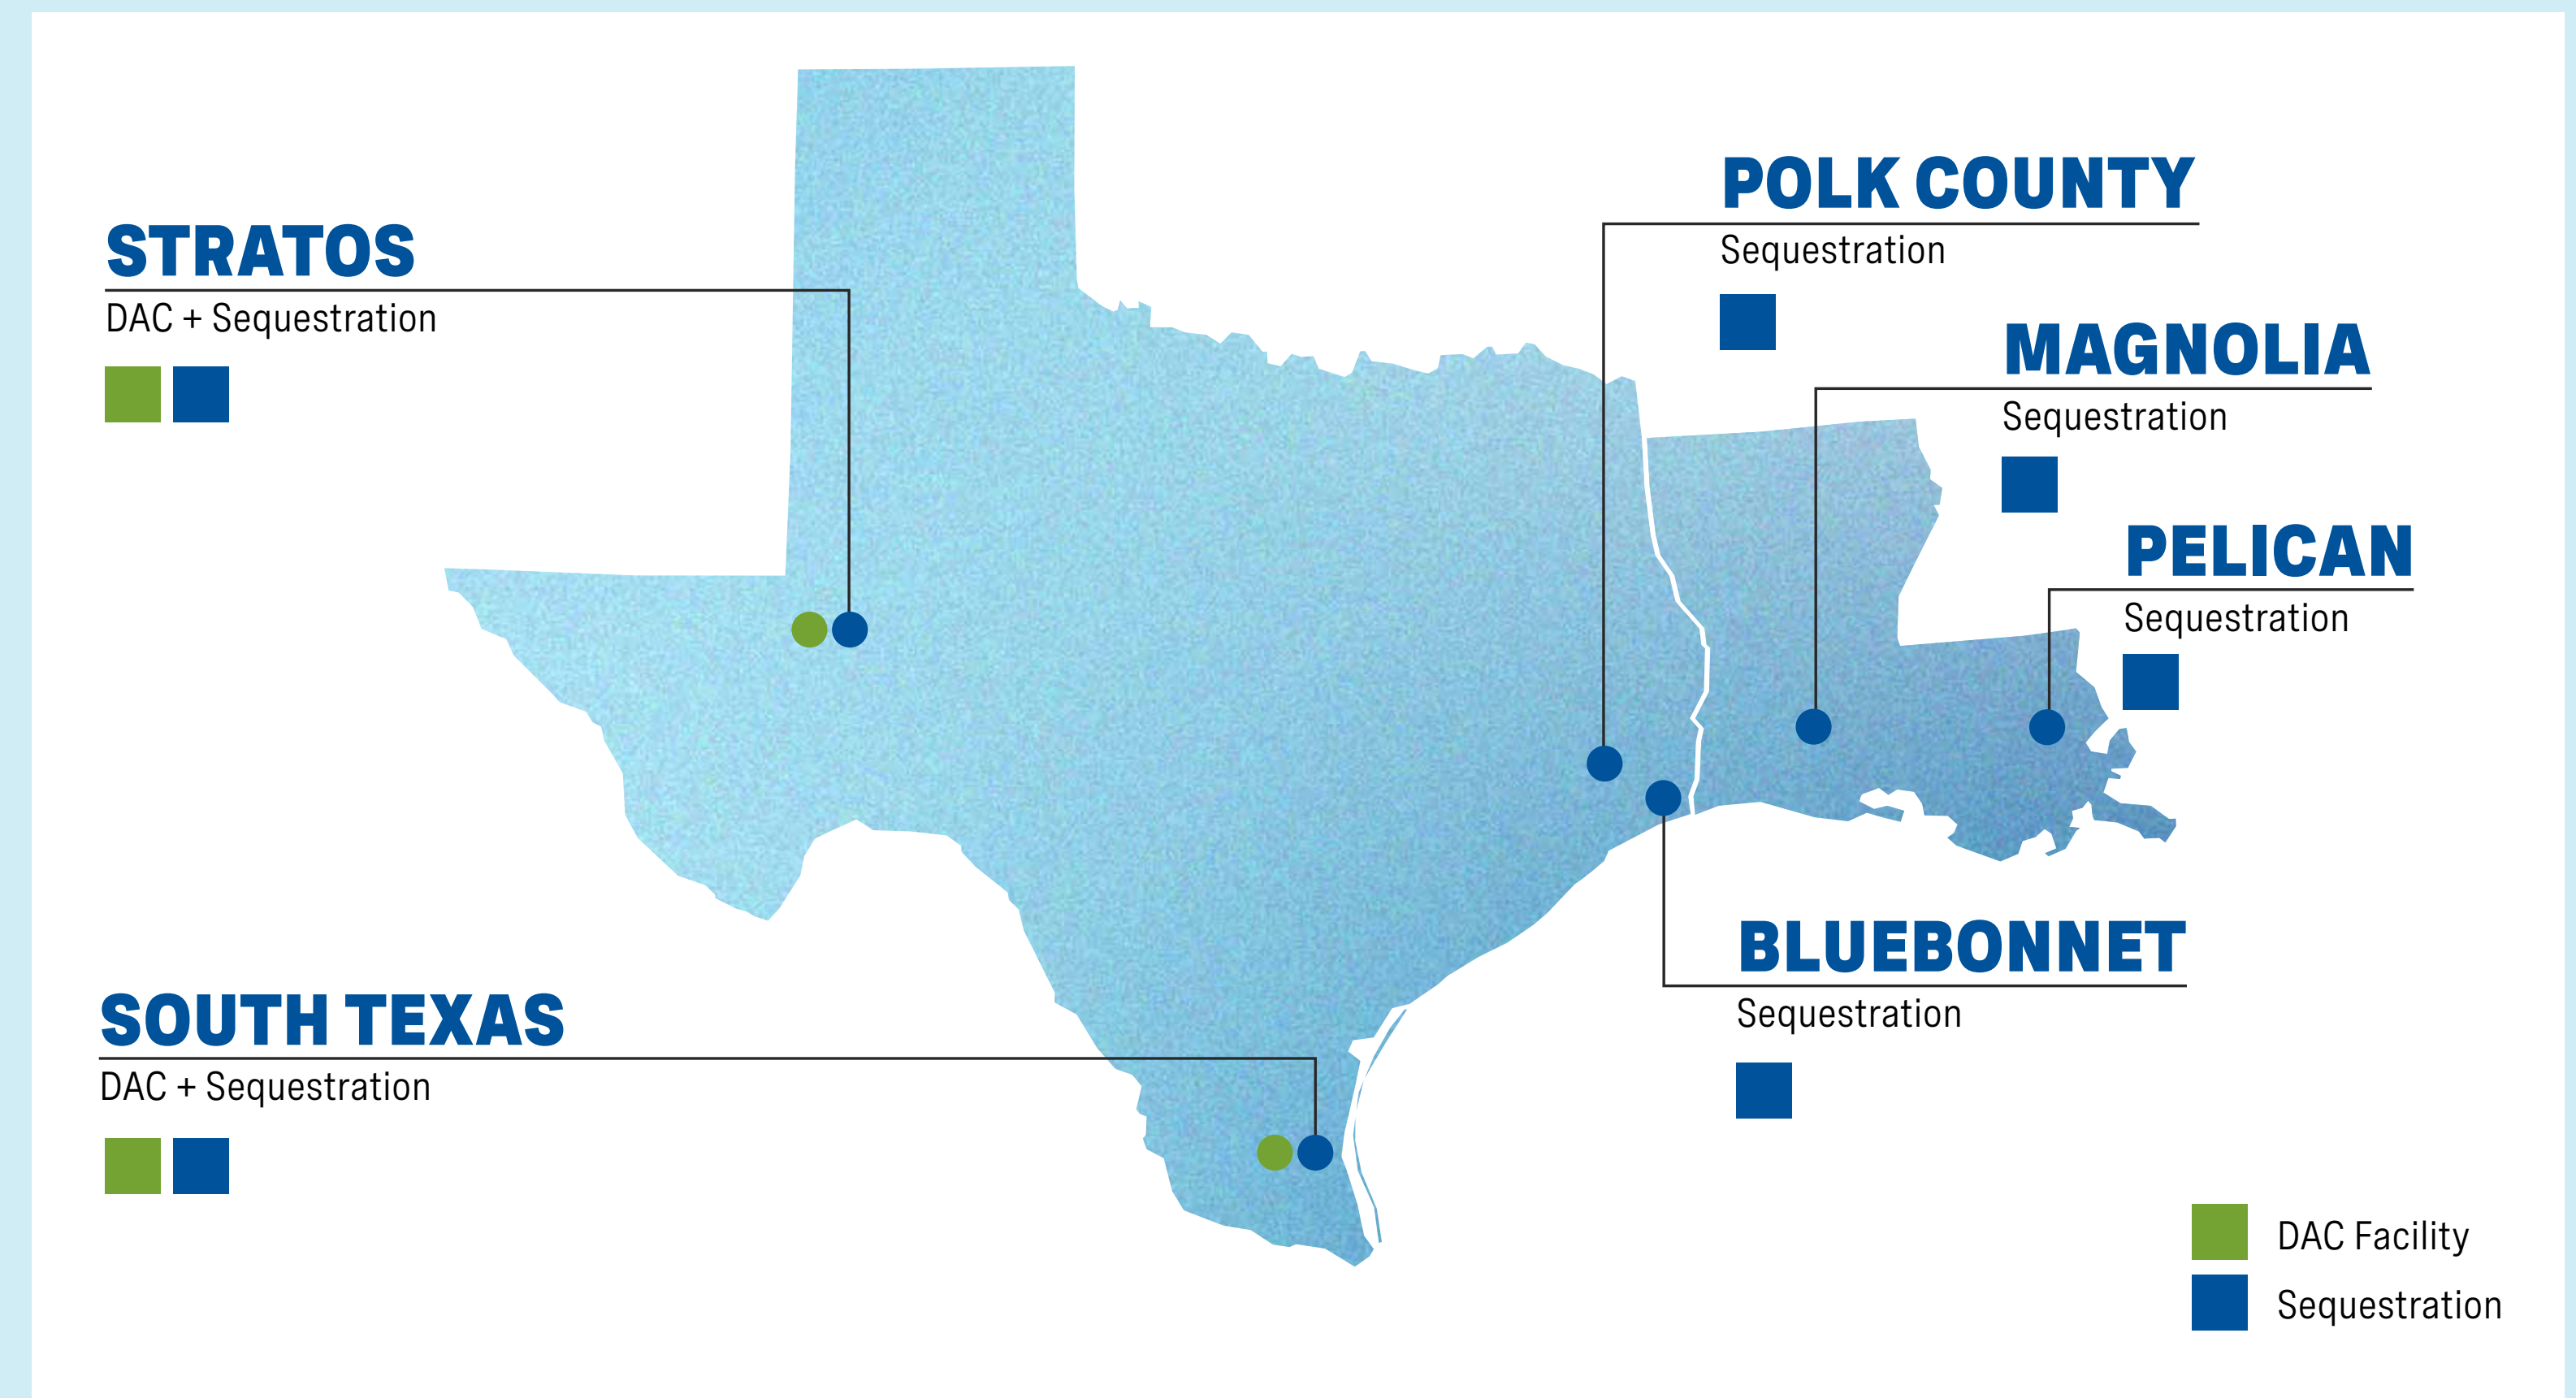 STRATOS
DAC + Sequestration
SOUTH TEXAS
DAC + Sequestration
POLK COUNTY
Sequestration
MAGNOLIA
Sequestration
PELICAN
Sequestration
BLUEBONNET
Sequestration
DAC Facility
Sequestration